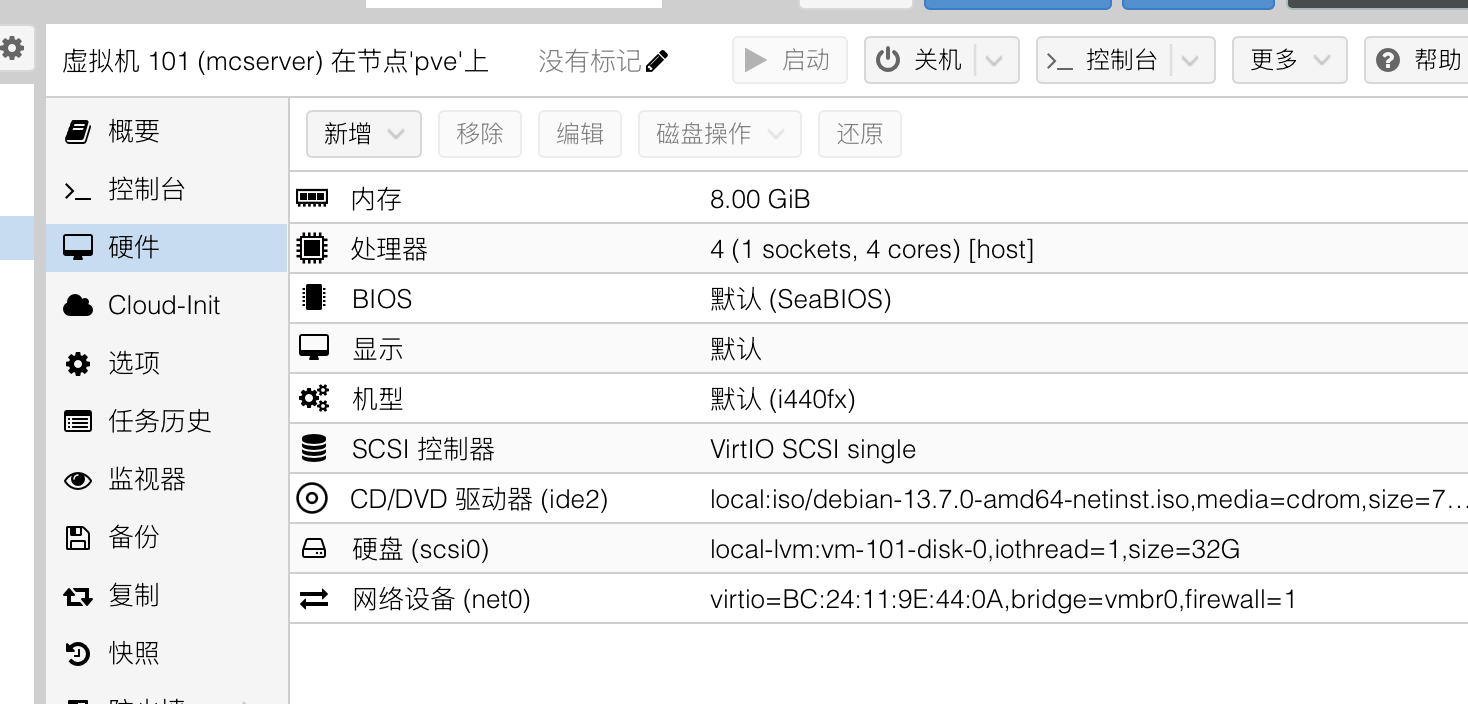 虚拟机 101 (mcserver) 在节点'pve'上 没有标记 启动 关机 控制台 更多 帮助
概要
控制台
硬件
Cloud-Init
选项
任务历史
监视器
备份
复制
快照
新增 移除 编辑 磁盘操作 还原
内存 8.00 GiB
处理器 4 (1 sockets, 4 cores) [host]
BIOS 默认 (SeaBIOS)
显示 默认
机型 默认 (i440fx)
SCSI 控制器 VirtIO SCSI single
CD/DVD 驱动器 (ide2) local:iso/debian-13.7.0-amd64-netinst.iso,media=cdrom,size=7...
硬盘 (scsi0) local-lvm:vm-101-disk-0,iothread=1,size=32G
网络设备 (net0) virtio=BC:24:11:9E:44:0A,bridge=vmbr0,firewall=1